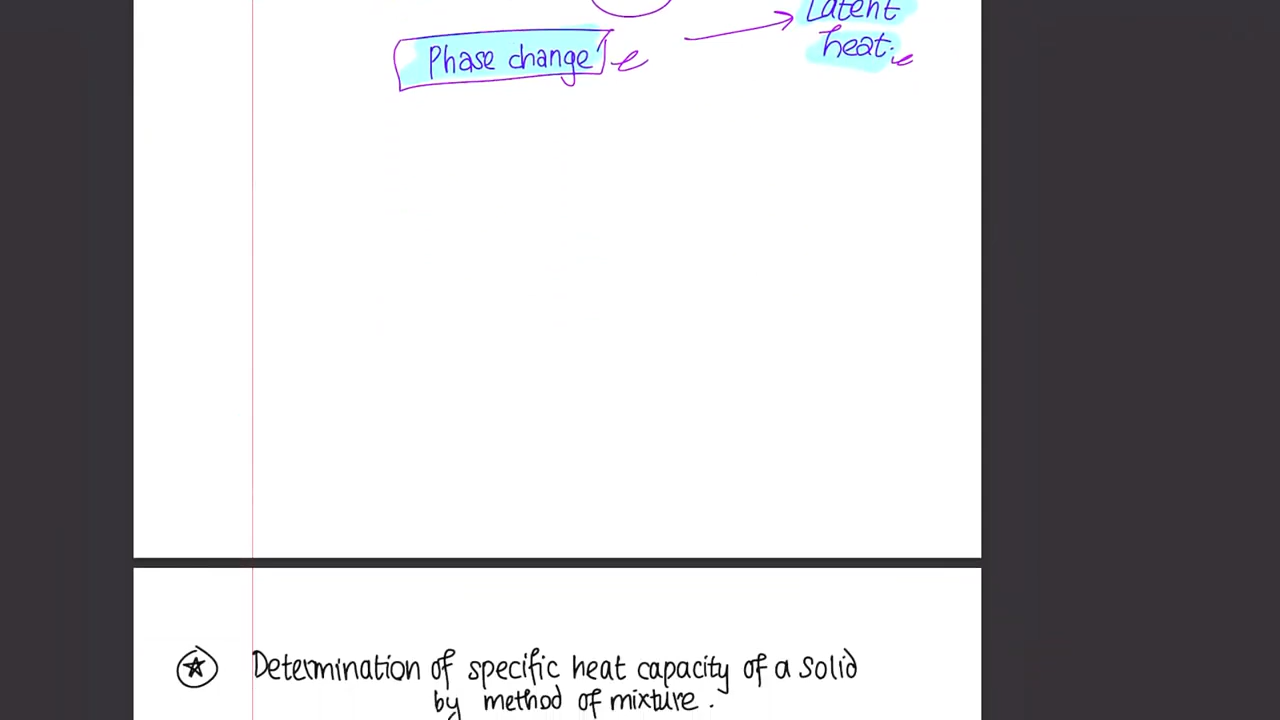 Latent
Phase change
heat.
Determination of specific heat capacity of a solid
by method of mixture.